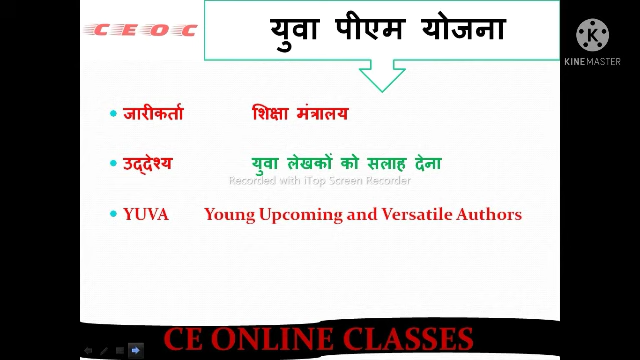 CEOC
युवा पीएम योजना
KINEMASTER
जारीकर्ता शिक्षा मंत्रालय
उद्देश्य युवा लेखकों को सलाह देना
Recorded with iTop Screen Recorder
YUVA Young Upcoming and Versatile Authors
CE ONLINE CLASSES